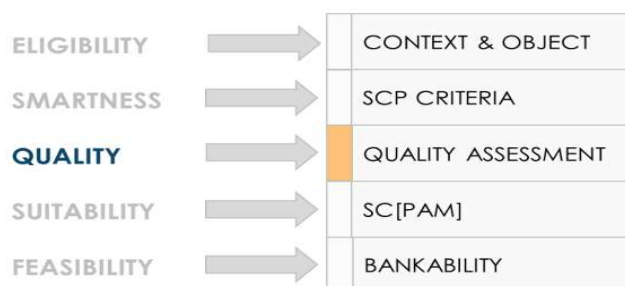 ELIGIBILITY CONTEXT & OBJECT
SMARTNESS SCP CRITERIA
QUALITY QUALITY ASSESSMENT
SUITABILITY SC[PAM]
FEASIBILITY BANKABILITY